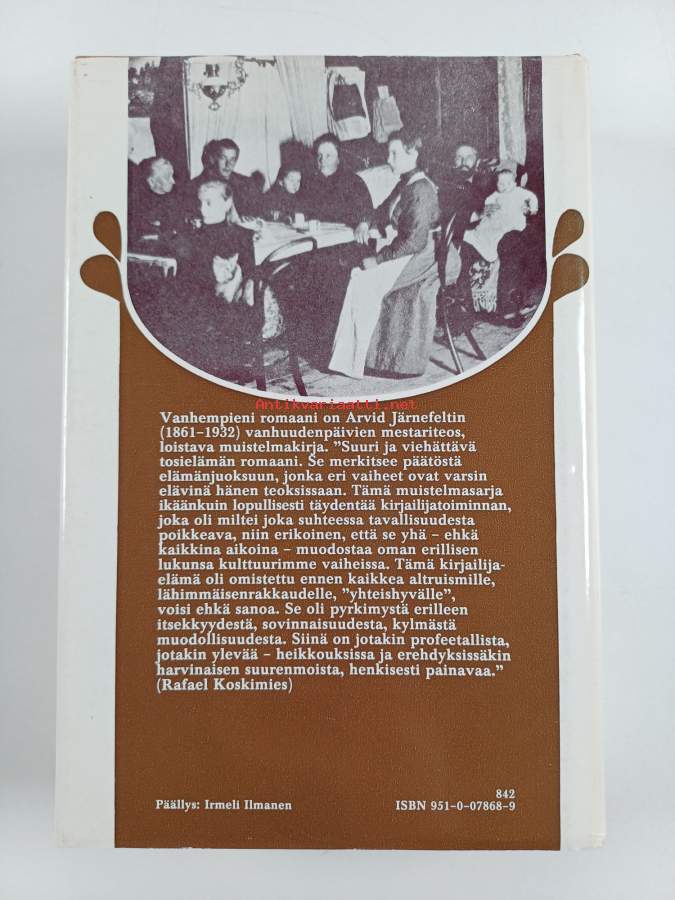 Antikvariaatti.net
Vanhempieni romaani on Arvid Järnefeltin
(1861-1932) vanhuudenpäivien mestariteos,
loistava muistelmakirja. ”Suuri ja viehättävä
tosielämän romaani. Se merkitsee päätöstä
elämänjuoksuun, jonka eri vaiheet ovat varsin
elävinä hänen teoksissaan. Tämä muistelmasarja
ikäänkuin lopullisesti täydentää kirjailijatoiminnan,
joka oli miltei joka suhteessa tavallisuudesta
poikkeava, niin erikoinen, että se yhä – ehkä
kaikkina aikoina – muodostaa oman erillisen
lukunsa kulttuurimme vaiheissa. Tämä kirjailija-
elämä oli omistettu ennen kaikkea altruismille,
lähimmäisenrakkaudelle, ”yhteishyvälle”,
voisi ehkä sanoa. Se oli pyrkimystä erilleen
itsekkyydestä, sovinnaisuudesta, kylmästä
muodollisuudesta. Siinä on jotakin profeetallista,
jotakin ylevää – heikkouksissa ja erehdyksissäkin
harvinaisen suurenmoista, henkisesti painavaa.”
(Rafael Koskimies)
842
Päällys: Irmeli Ilmanen ISBN 951-0-07868-9